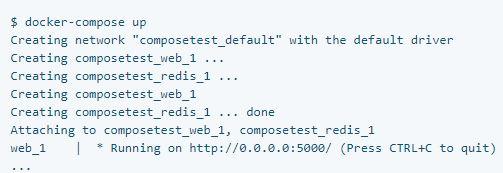 $ docker-compose up
Creating network "composetest_default" with the default driver
Creating composetest_web_1 ...
Creating composetest_redis_1 ...
Creating composetest_web_1
Creating composetest_redis_1 ... done
Attaching to composetest_web_1, composetest_redis_1
web_1    |  * Running on http://0.0.0.0:5000/ (Press CTRL+C to quit)
...